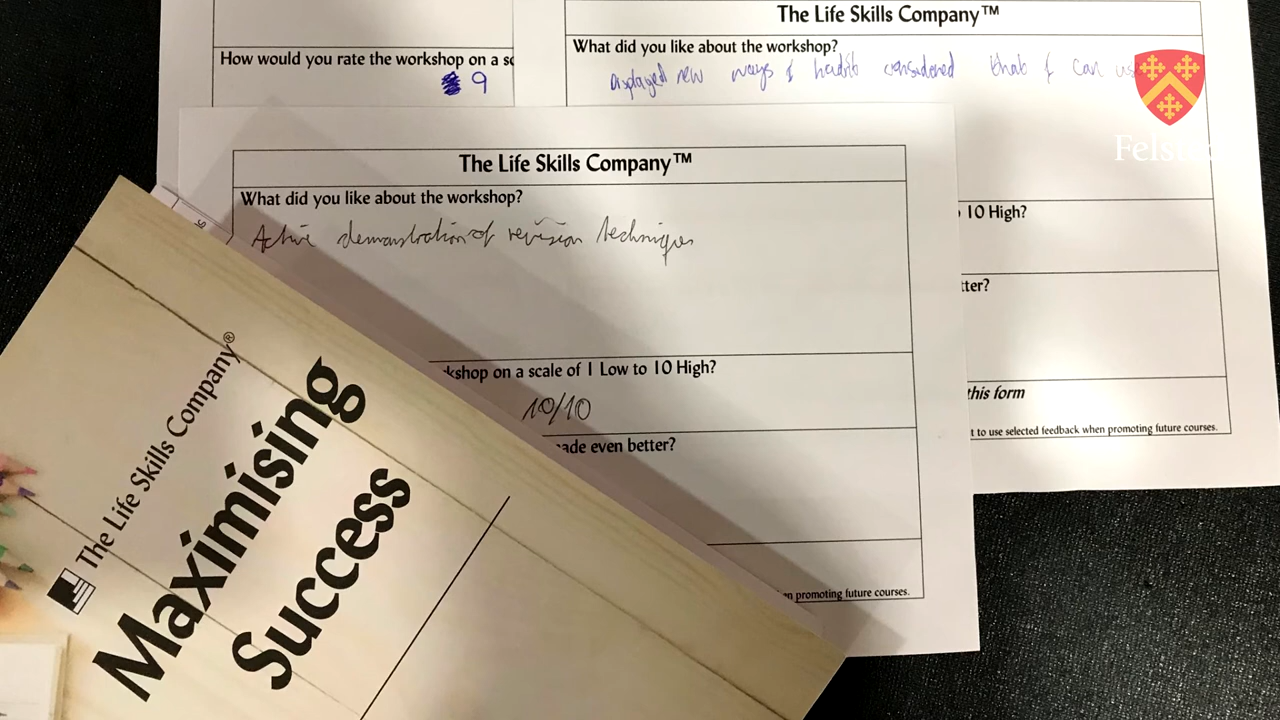 How would you rate the workshop on a sc
9
The Life Skills Company™
What did you like about the workshop?
displayed new ways & habits considered that I can us
10 High?
tter?
this form
t to use selected feedback when promoting future courses.
The Life Skills Company™
What did you like about the workshop?
Active demonstration of revision techniques
kshop on a scale of 1 Low to 10 High?
10/10
ade even better?
n promoting future courses.
The Life Skills Company®
Maximising
Success